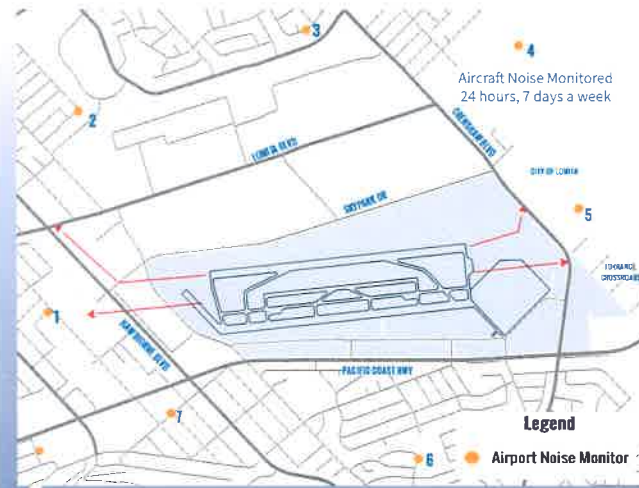 3
4
Aircraft Noise Monitored
24 hours, 7 days a week
2
CRENSHAW BLVD
LOMITA BLVD
CITY OF LOMITA
SKYPARK DR
5
TORRANCE
CROSSROADS
1
HAWTHORNE BLVD
PACIFIC COAST HWY
7
Legend
6
Airport Noise Monitor